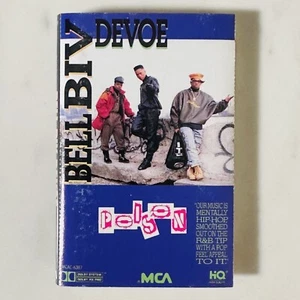 BELL BIV
DEVOE
Poison
"OUR MUSIC IS
MENTALLY
HIP-HOP,
SMOOTHED
OUT ON THE
R&B TIP
WITH A POP
FEEL APPEAL
TO IT."
MCA
HQ